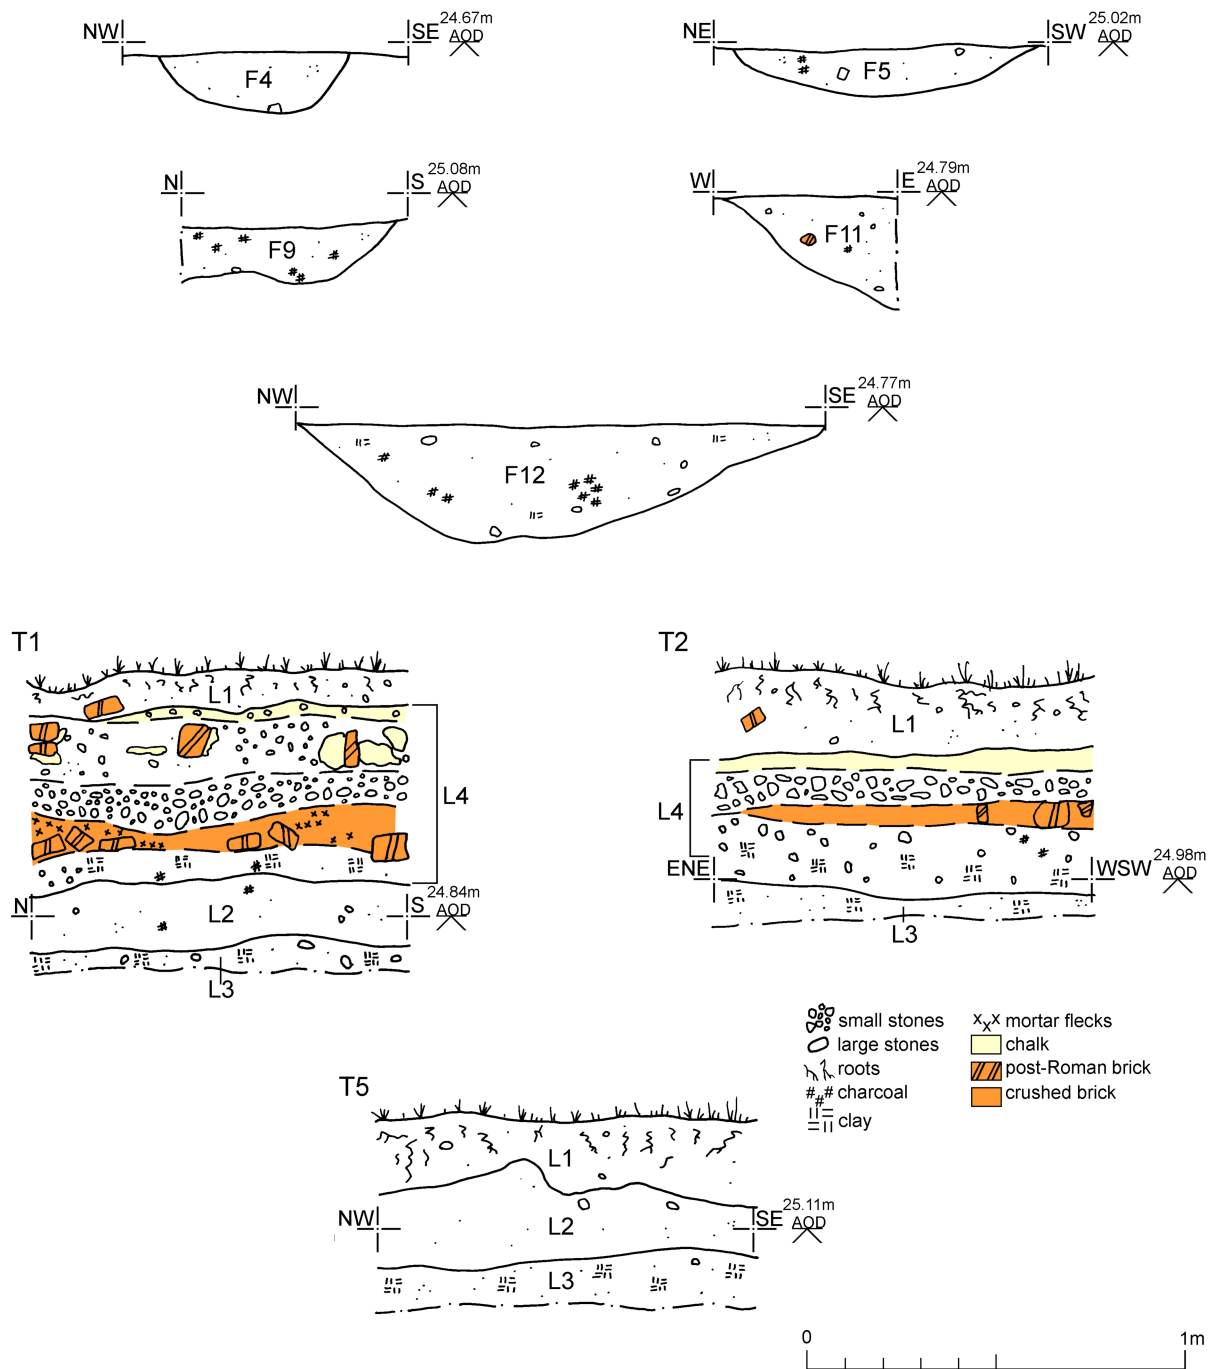 NW SE 24.67m AOD
F4
NE SW 25.02m AOD
F5
N S 25.08m AOD
F9
W E 24.79m AOD
F11
NW SE 24.77m AOD
F12
T1
L1
L4
L2
N S 24.84m AOD
L3
T2
L1
L4
ENE WSW 24.98m AOD
L3
small stones
large stones
roots
charcoal
clay
mortar flecks
chalk
post-Roman brick
crushed brick
T5
L1
L2
NW SE 25.11m AOD
L3
0 1m